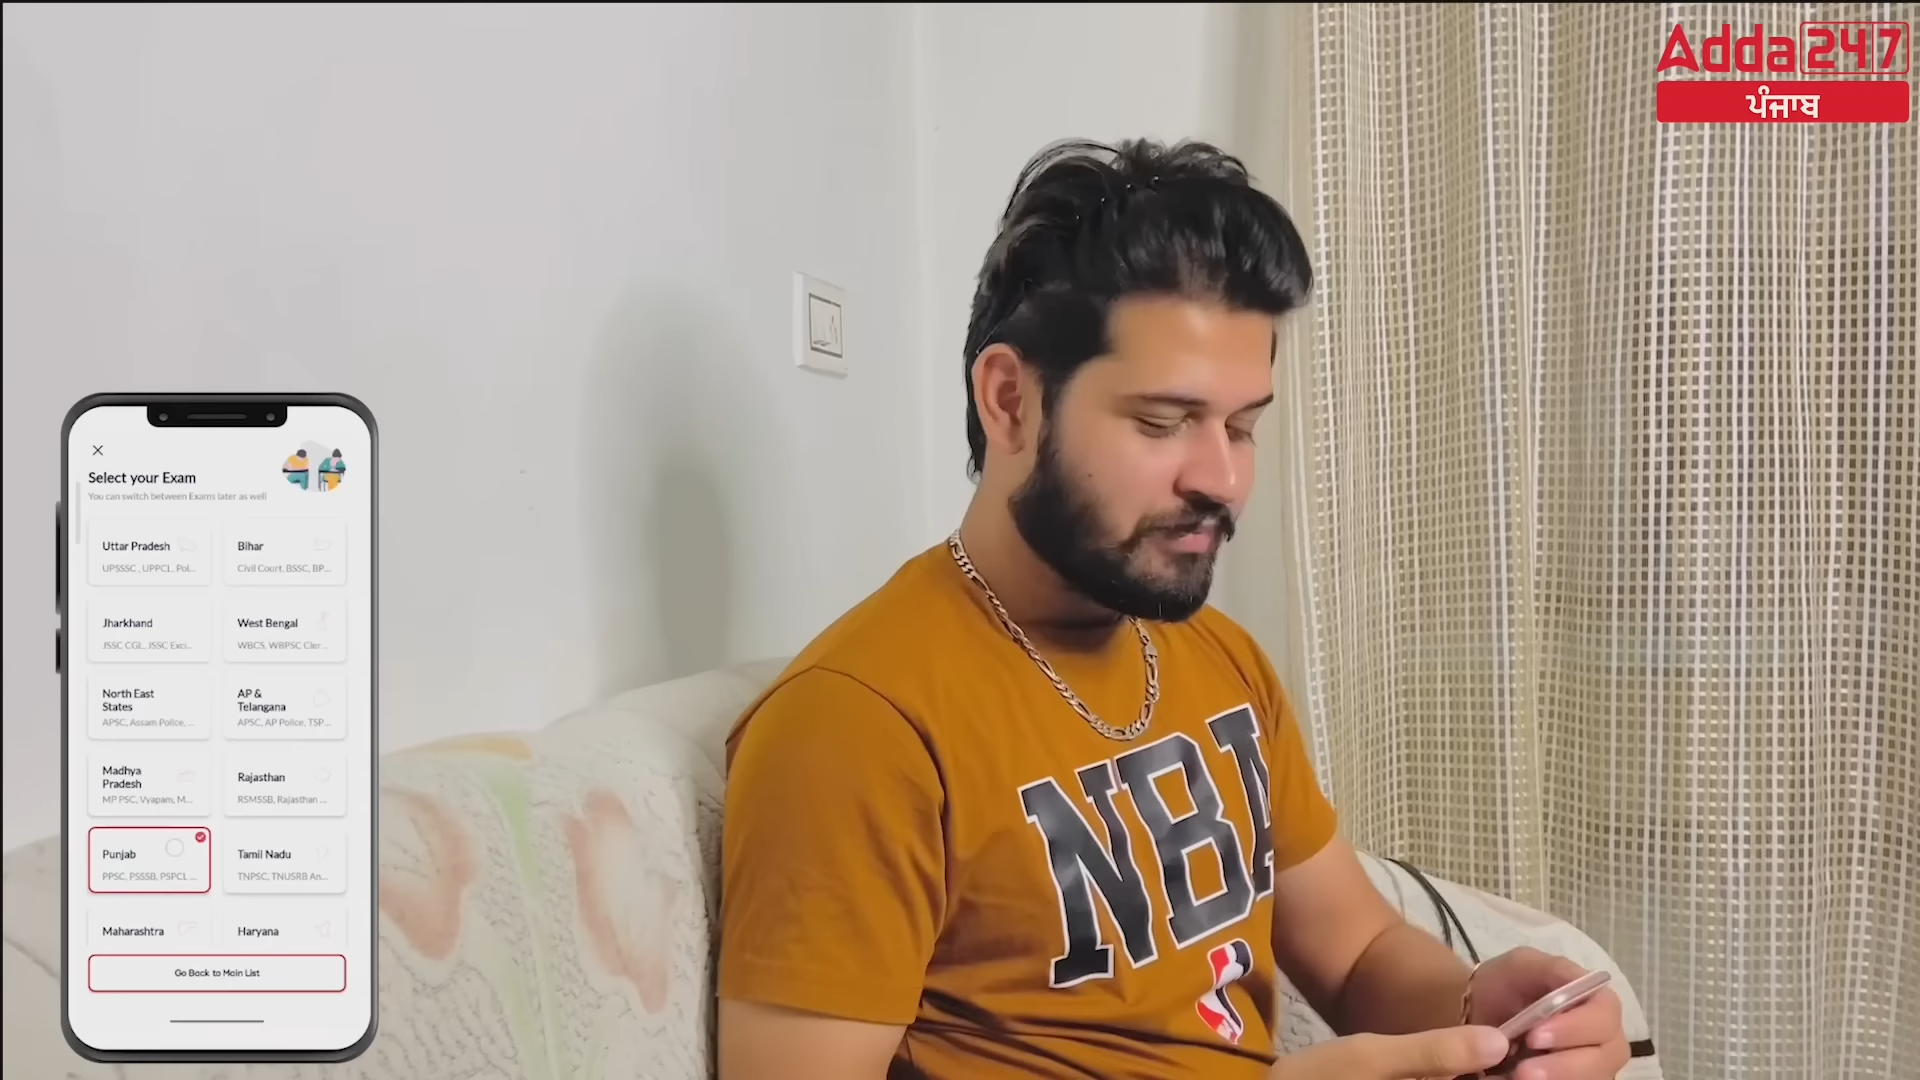 Adda247
ਪੰਜਾਬ
Select your Exam
You can switch between Exams later as well
Uttar Pradesh
UPSSSC , UPPCL, Pol...
Bihar
Civil Court, BSSC, BP...
Jharkhand
JSSC CGL, JSSC Exci...
West Bengal
WBCS, WBPSC Cler...
North East
States
APSC, Assam Police, ...
AP &
Telangana
APSC, AP Police, TSP...
Madhya
Pradesh
MP PSC, Vyapam, M...
Rajasthan
RSMSSB, Rajasthan ...
Punjab
PPSC, PSSSB, PSPCL ...
Tamil Nadu
TNPSC, TNUSRB An...
Maharashtra
Haryana
Go Back to Main List
NBA